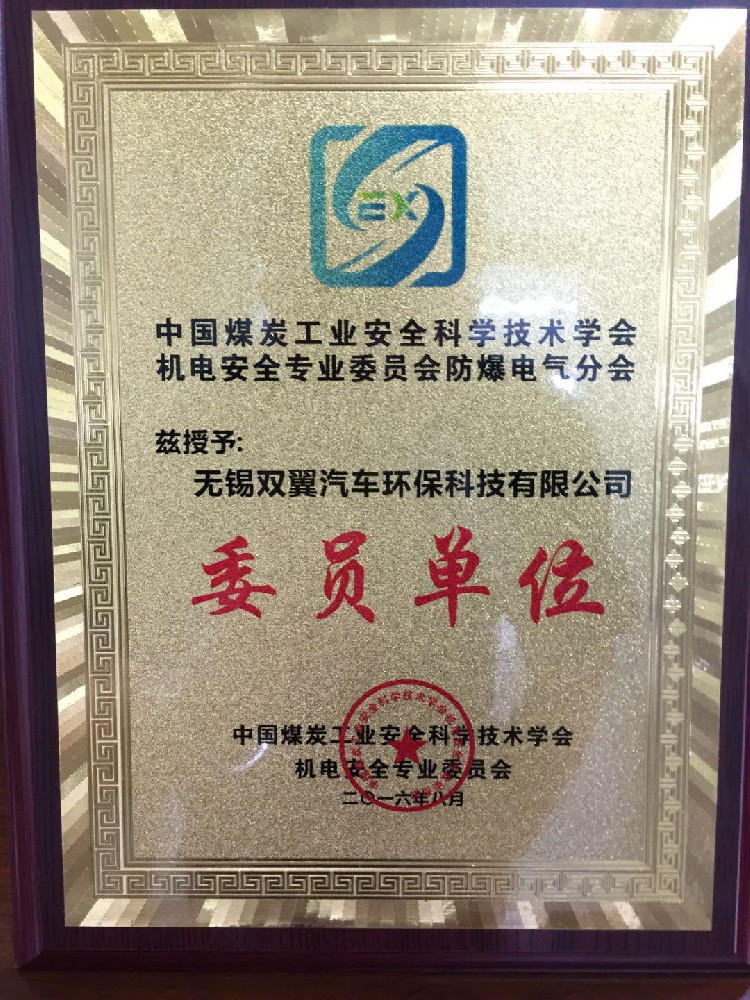 EX
中国煤炭工业安全科学技术学会
机电安全专业委员会防爆电气分会
兹授予:
无锡双翼汽车环保科技有限公司
委员单位
中国煤炭工业安全科学技术学会
机电安全专业委员会
二〇一六年八月